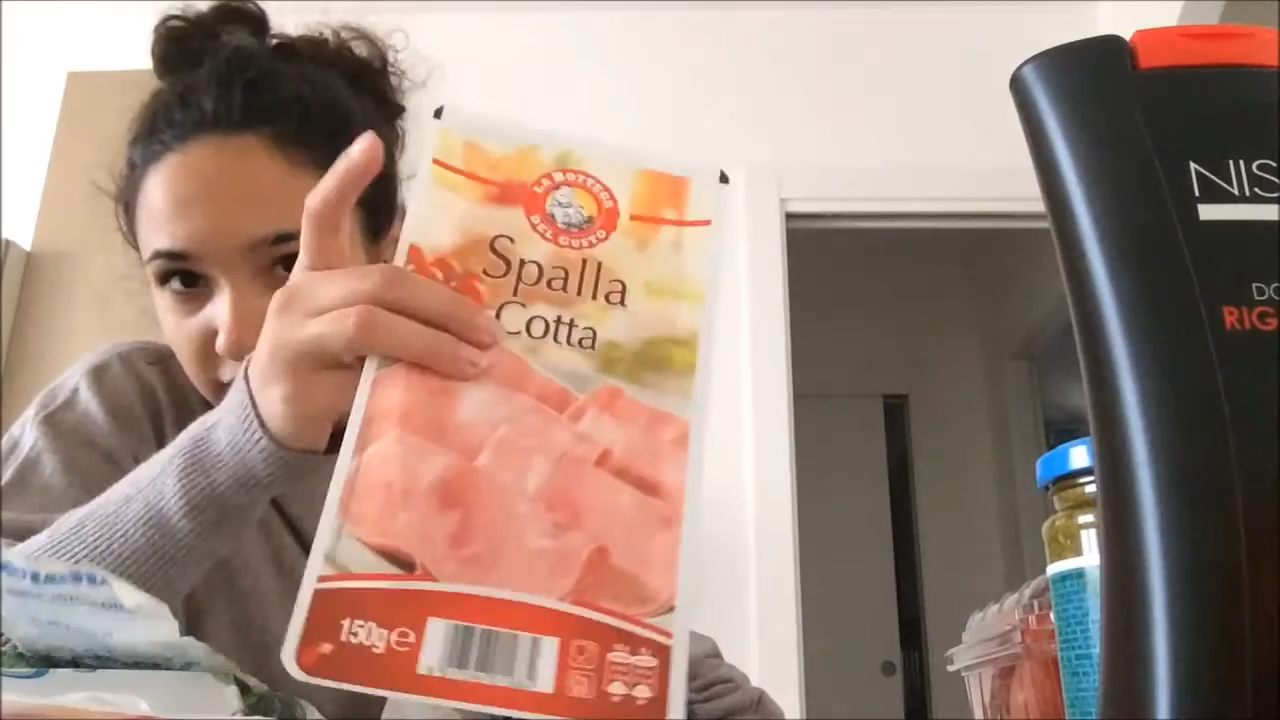 LA BOTTEGA
DEL GUSTO
Spalla
Cotta
150g e
NIS
DO
RIG